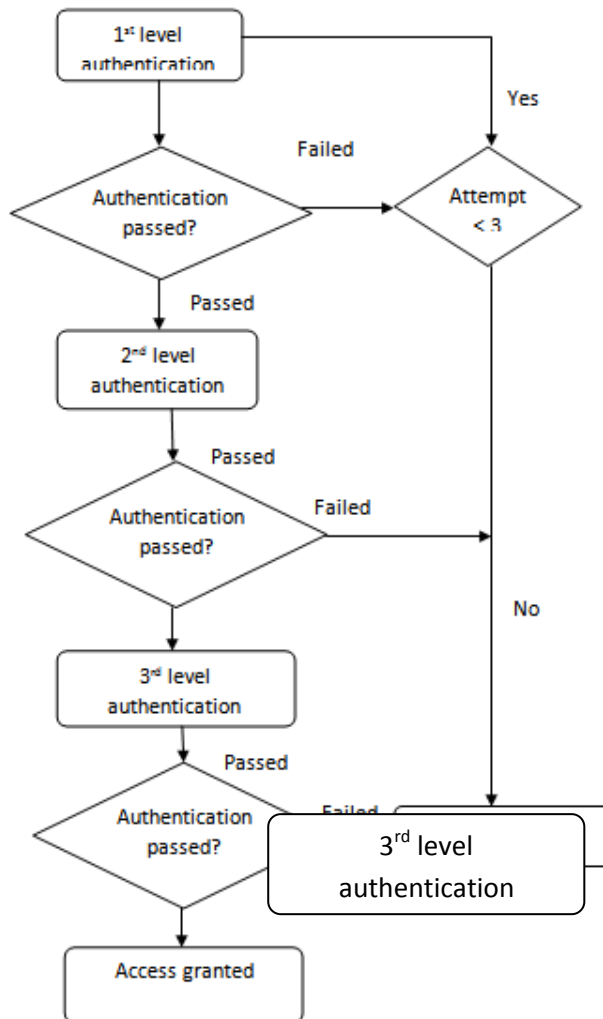 1st level
authentication
Yes
Failed
Authentication
passed?
Attempt
< 3
Passed
2nd level
authentication
Passed
Authentication
passed?
Failed
No
3rd level
authentication
Passed
Authentication
passed?
Failed
3rd level
authentication
Access granted